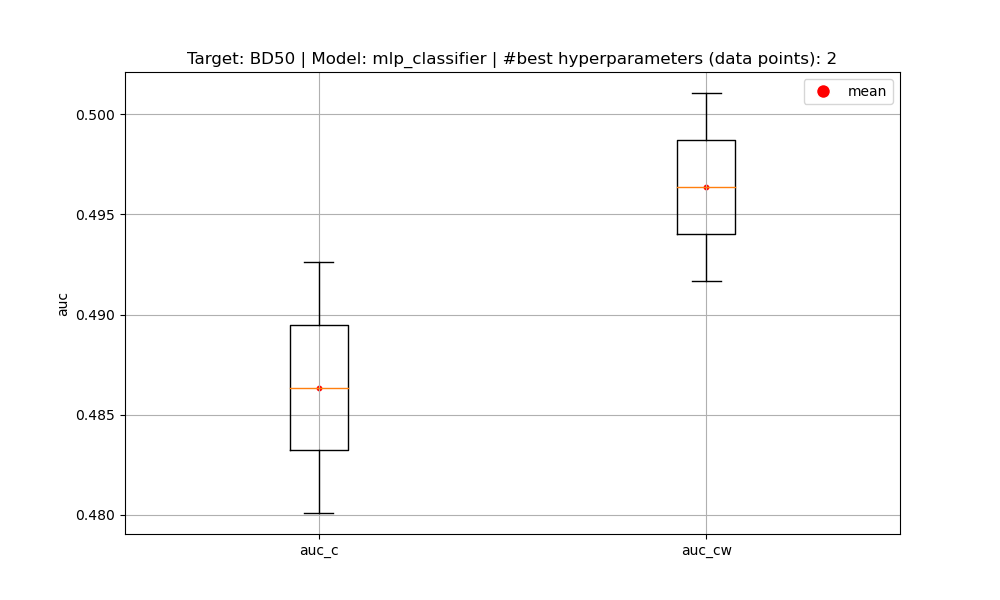 Target: BD50 | Model: mlp_classifier | #best hyperparameters (data points): 2
mean
0.500
0.495
0.490
0.485
0.480
auc
auc_c
auc_cw